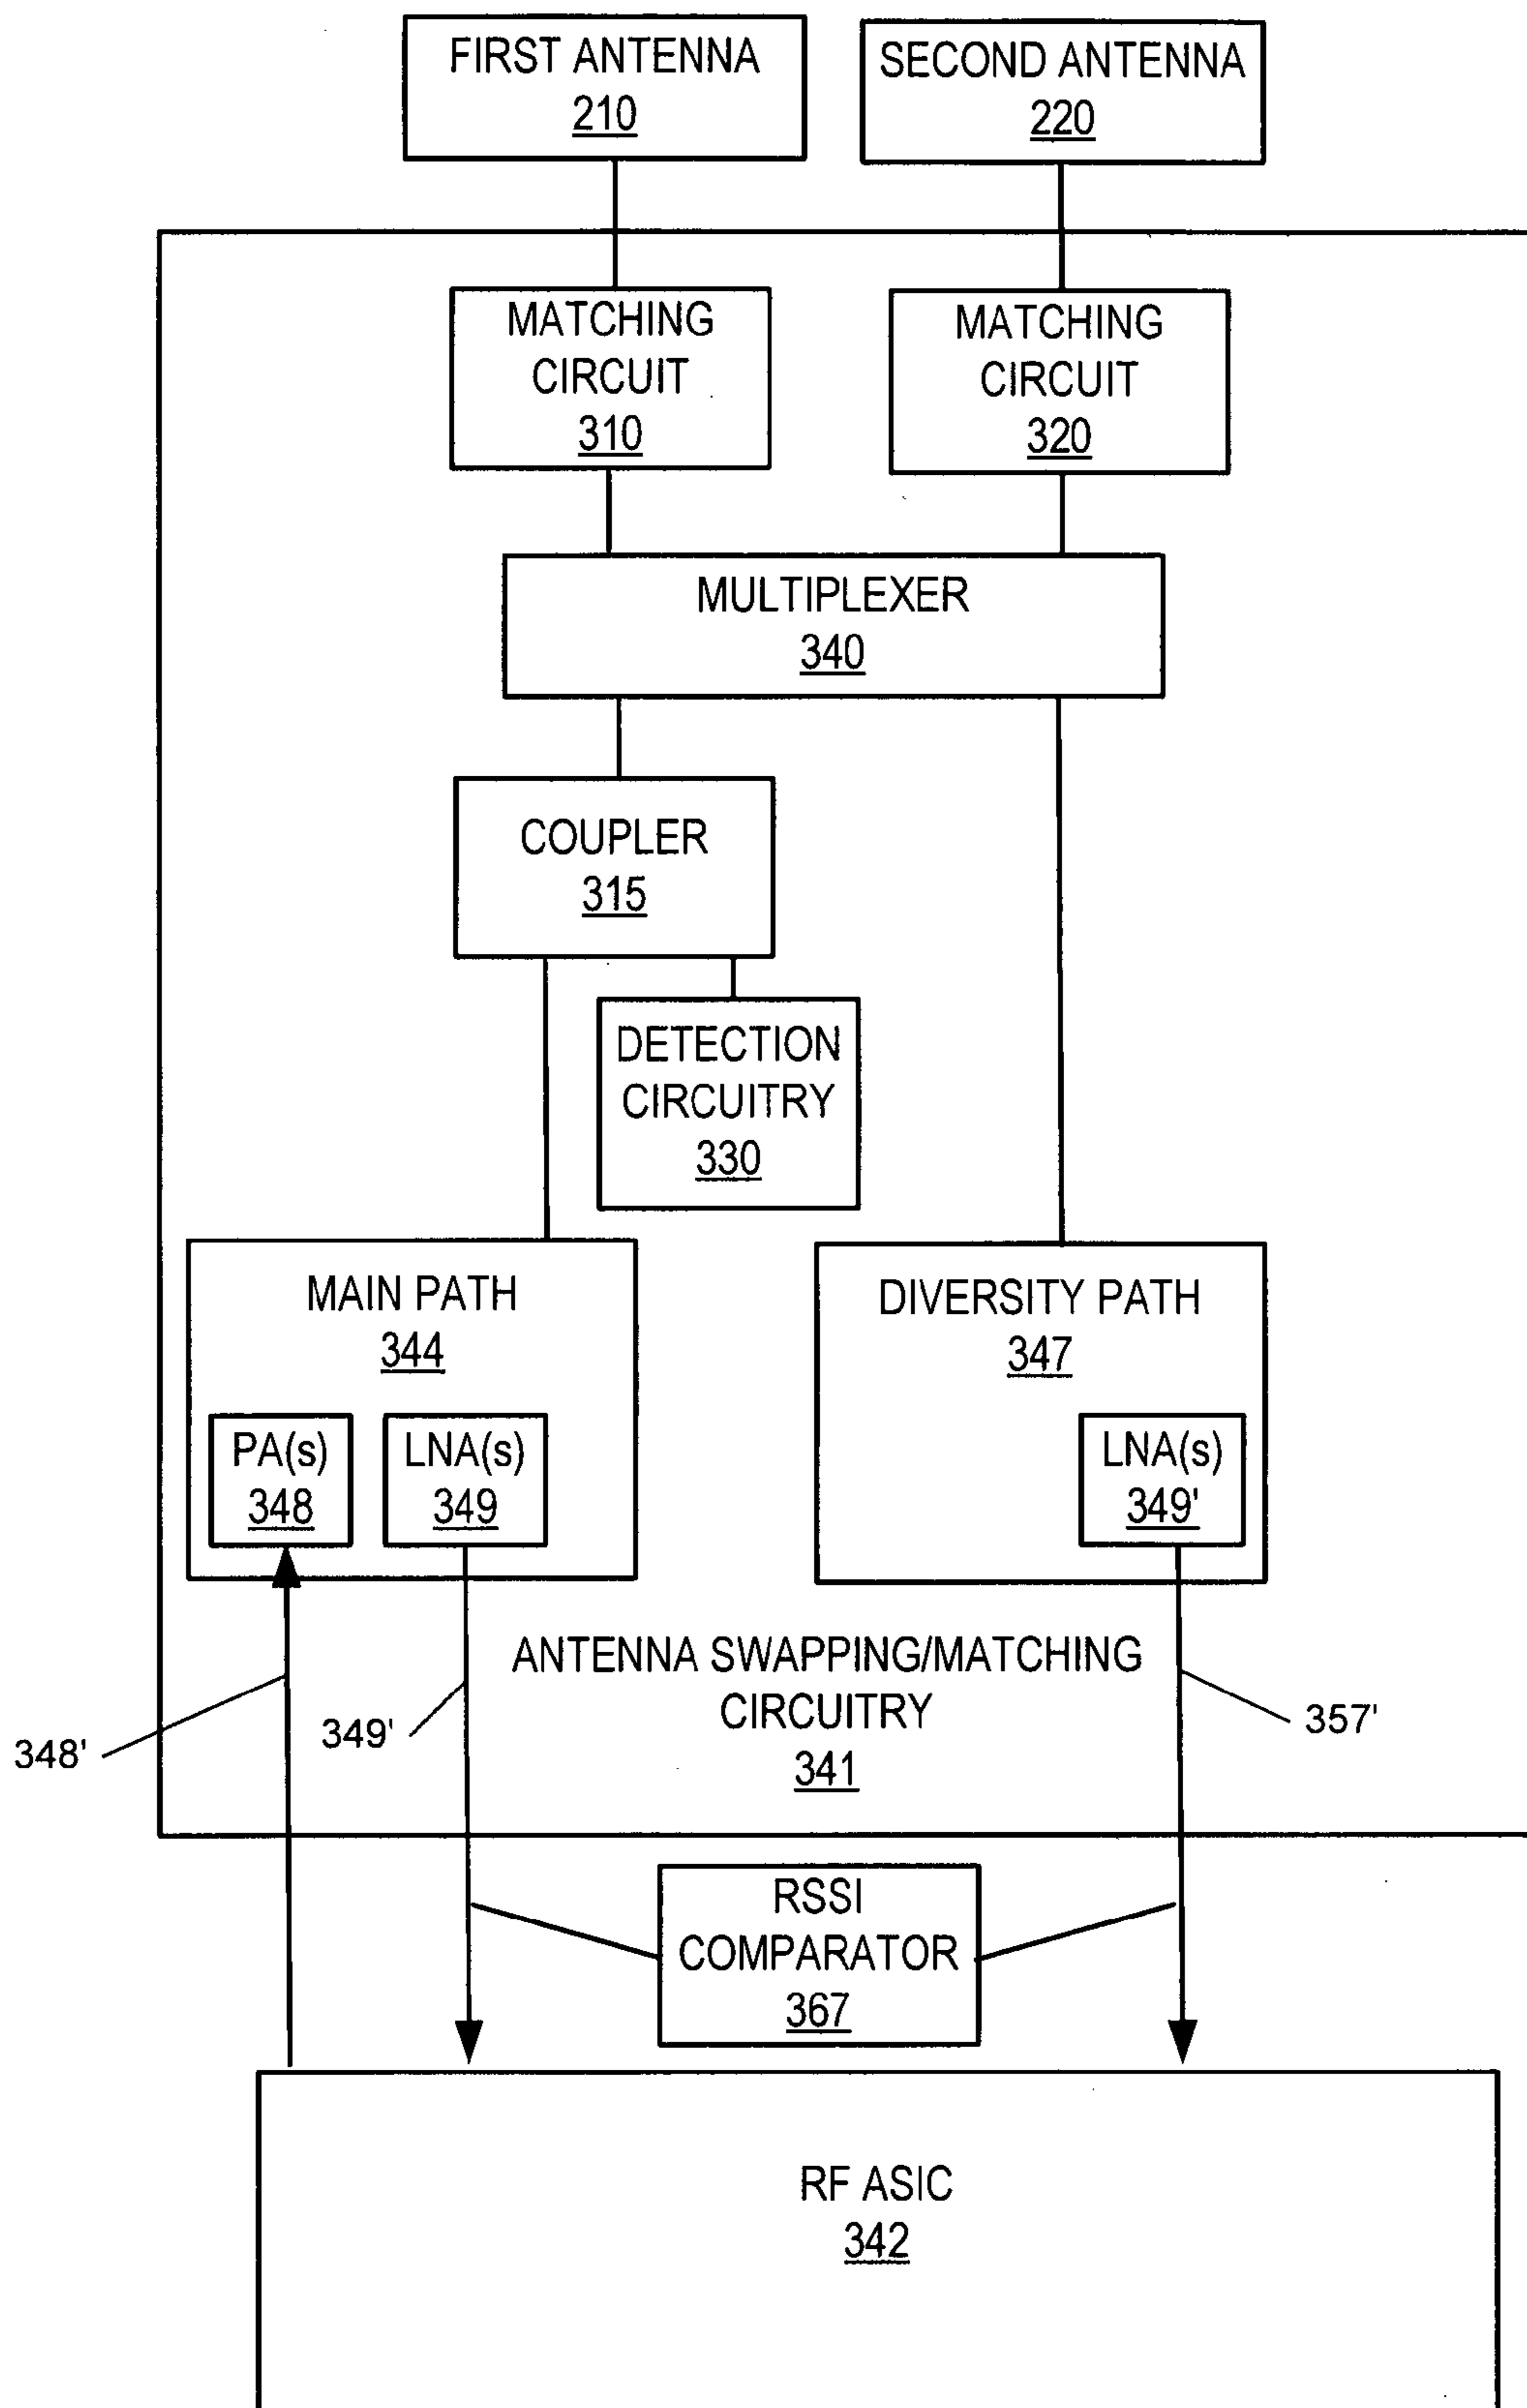 FIRST ANTENNA
210
SECOND ANTENNA
220
MATCHING
CIRCUIT
310
MATCHING
CIRCUIT
320
MULTIPLEXER
340
COUPLER
315
DETECTION
CIRCUITRY
330
MAIN PATH
344
PA(s)
348
LNA(s)
349
DIVERSITY PATH
347
LNA(s)
349'
ANTENNA SWAPPING/MATCHING
CIRCUITRY
341
348'
349'
357'
RSSI
COMPARATOR
367
RF ASIC
342